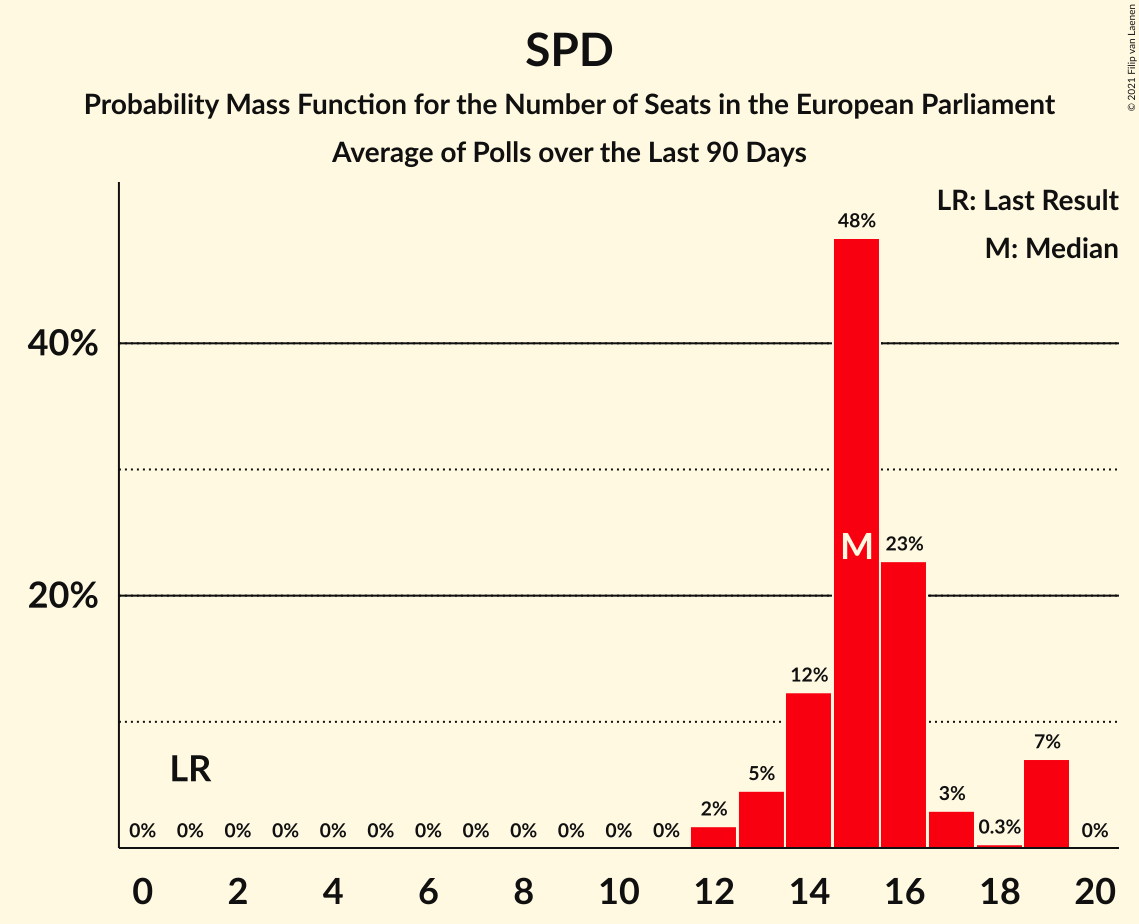 SPD
Probability Mass Function for the Number of Seats in the European Parliament
Average of Polls over the Last 90 Days
© 2021 Filip van Laenen
LR: Last Result
M: Median
48%
40%
M
23%
20%
12%
7%
LR
5%
3%
2%
0.3%
0% 0% 0% 0% 0% 0% 0% 0% 0% 0% 0% 0% 0%
0 2 4 6 8 10 12 14 16 18 20